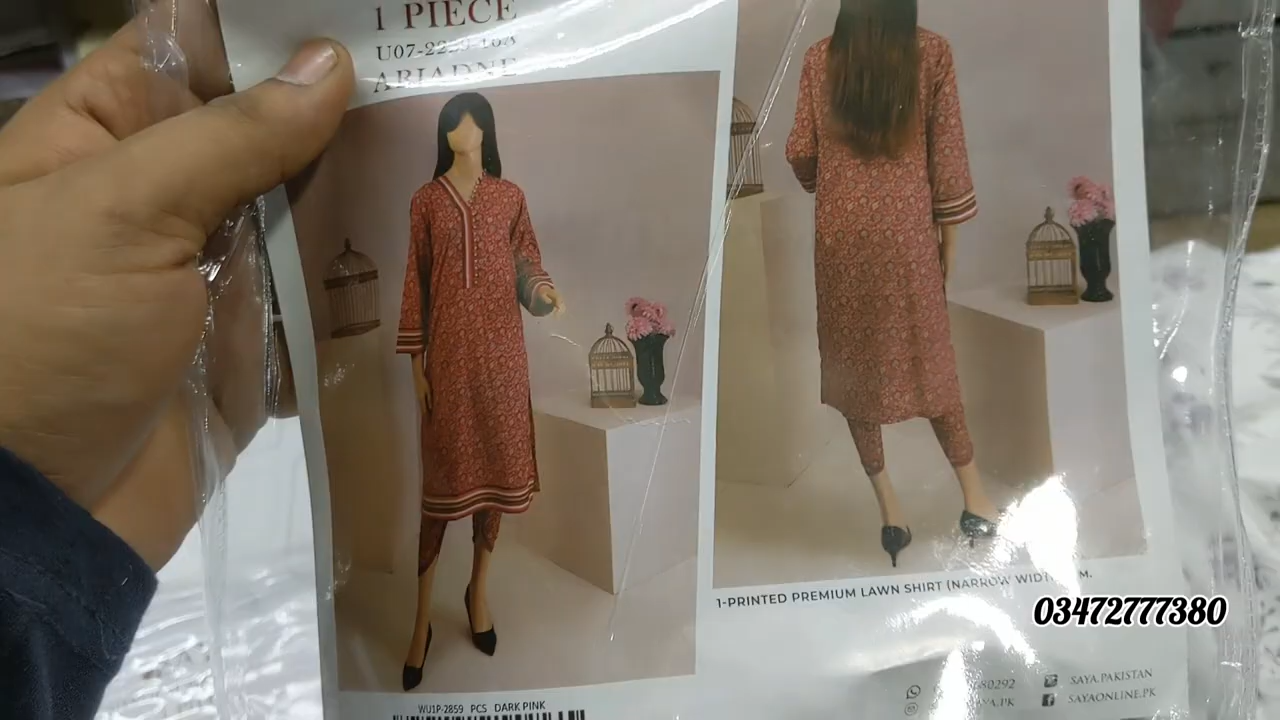 1 PIECE
ARIADNE
1-PRINTED PREMIUM LAWN SHIRT (NARROW
03472777380
SAYA.PAKISTAN
SAYAONLINE.PK
WU1P-2859 PCS DARK PINK